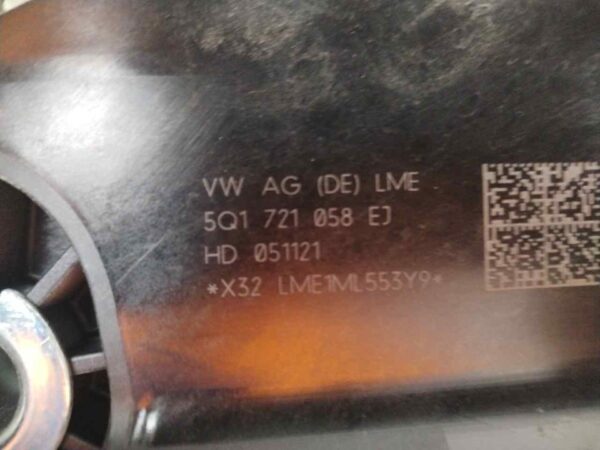 VW AG (DE) LME
5Q1 721 058 EJ
HD 051121
*X32 LME1ML553Y9*